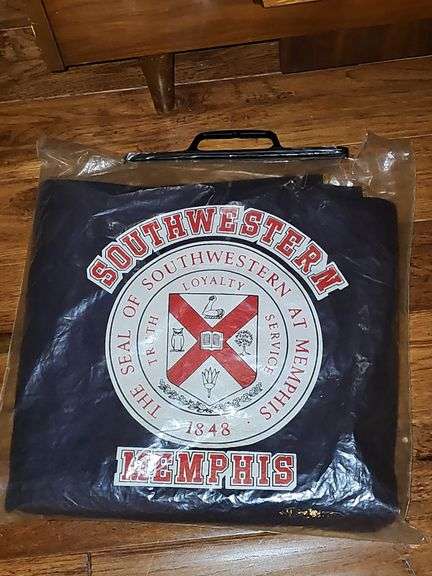 SOUTHWESTERN
THE SEAL OF SOUTHWESTERN AT MEMPHIS
TRUTH LOYALTY SERVICE
1848
MEMPHIS